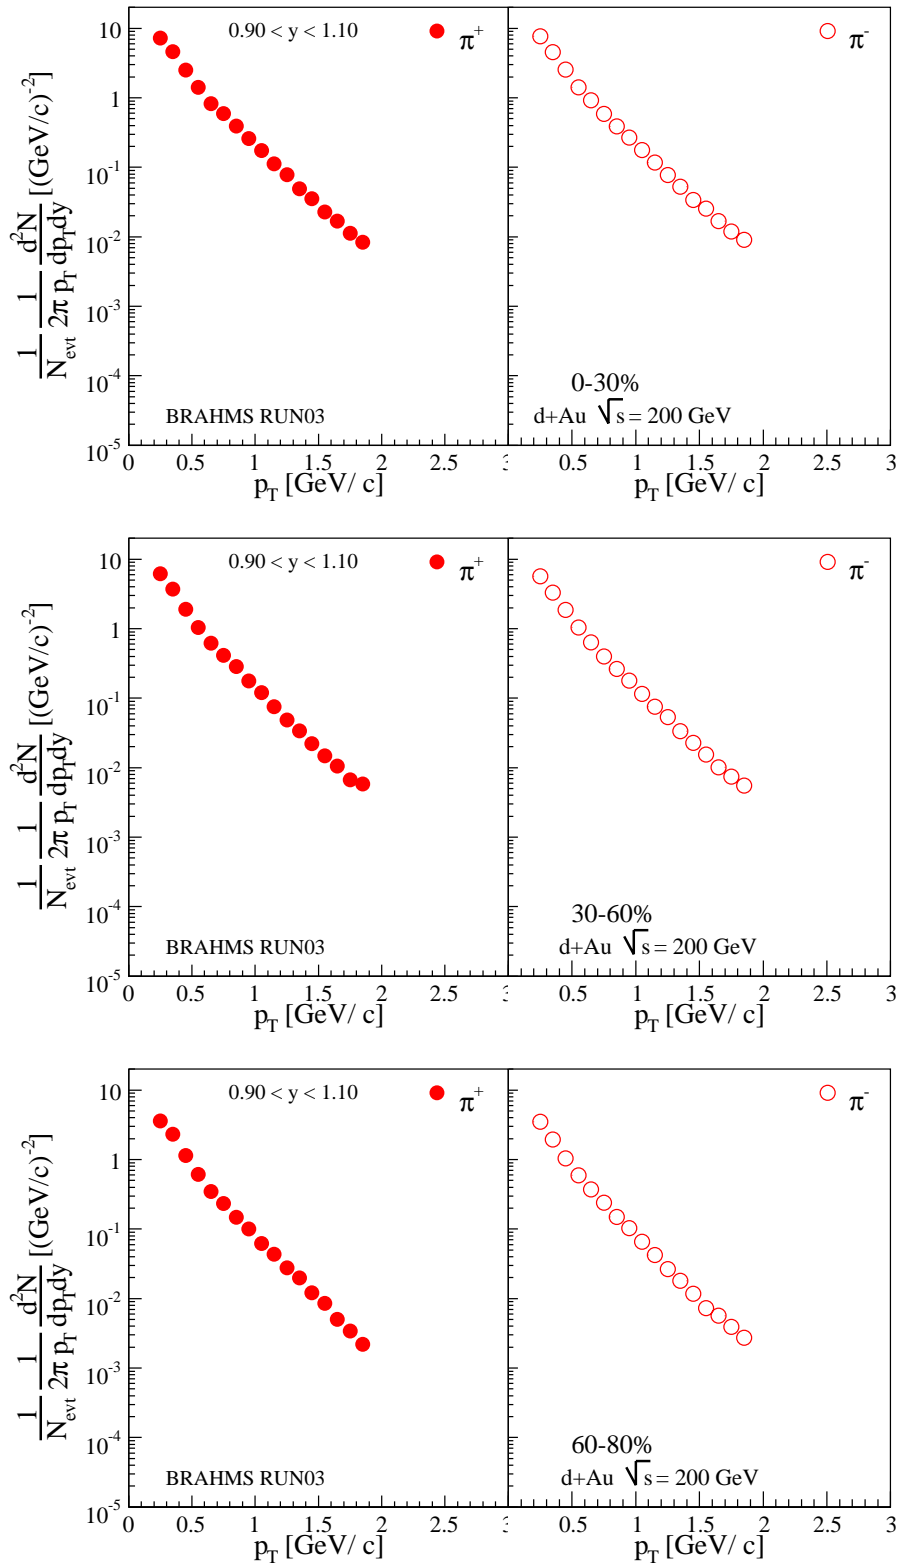 0.90 < y < 1.10 π+ π-
10
1
10-1
10-2
10-3
10-4
10-5
1/Nevt 1/2π d2N/pTdpTdy [(GeV/c)-2]
BRAHMS RUN03
0-30%
d+Au √s = 200 GeV
0 0.5 1 1.5 2 2.5 0.5 1 1.5 2 2.5 3
pT [GeV/ c] pT [GeV/ c]
0.90 < y < 1.10 π+ π-
10
1
10-1
10-2
10-3
10-4
10-5
1/Nevt 1/2π d2N/pTdpTdy [(GeV/c)-2]
30-60%
BRAHMS RUN03 d+Au √s = 200 GeV
0 0.5 1 1.5 2 2.5 0.5 1 1.5 2 2.5 3
pT [GeV/ c] pT [GeV/ c]
0.90 < y < 1.10 π+ π-
10
1
10-1
10-2
10-3
10-4
10-5
1/Nevt 1/2π d2N/pTdpTdy [(GeV/c)-2]
60-80%
BRAHMS RUN03 d+Au √s = 200 GeV
0 0.5 1 1.5 2 2.5 0.5 1 1.5 2 2.5 3
pT [GeV/ c] pT [GeV/ c]